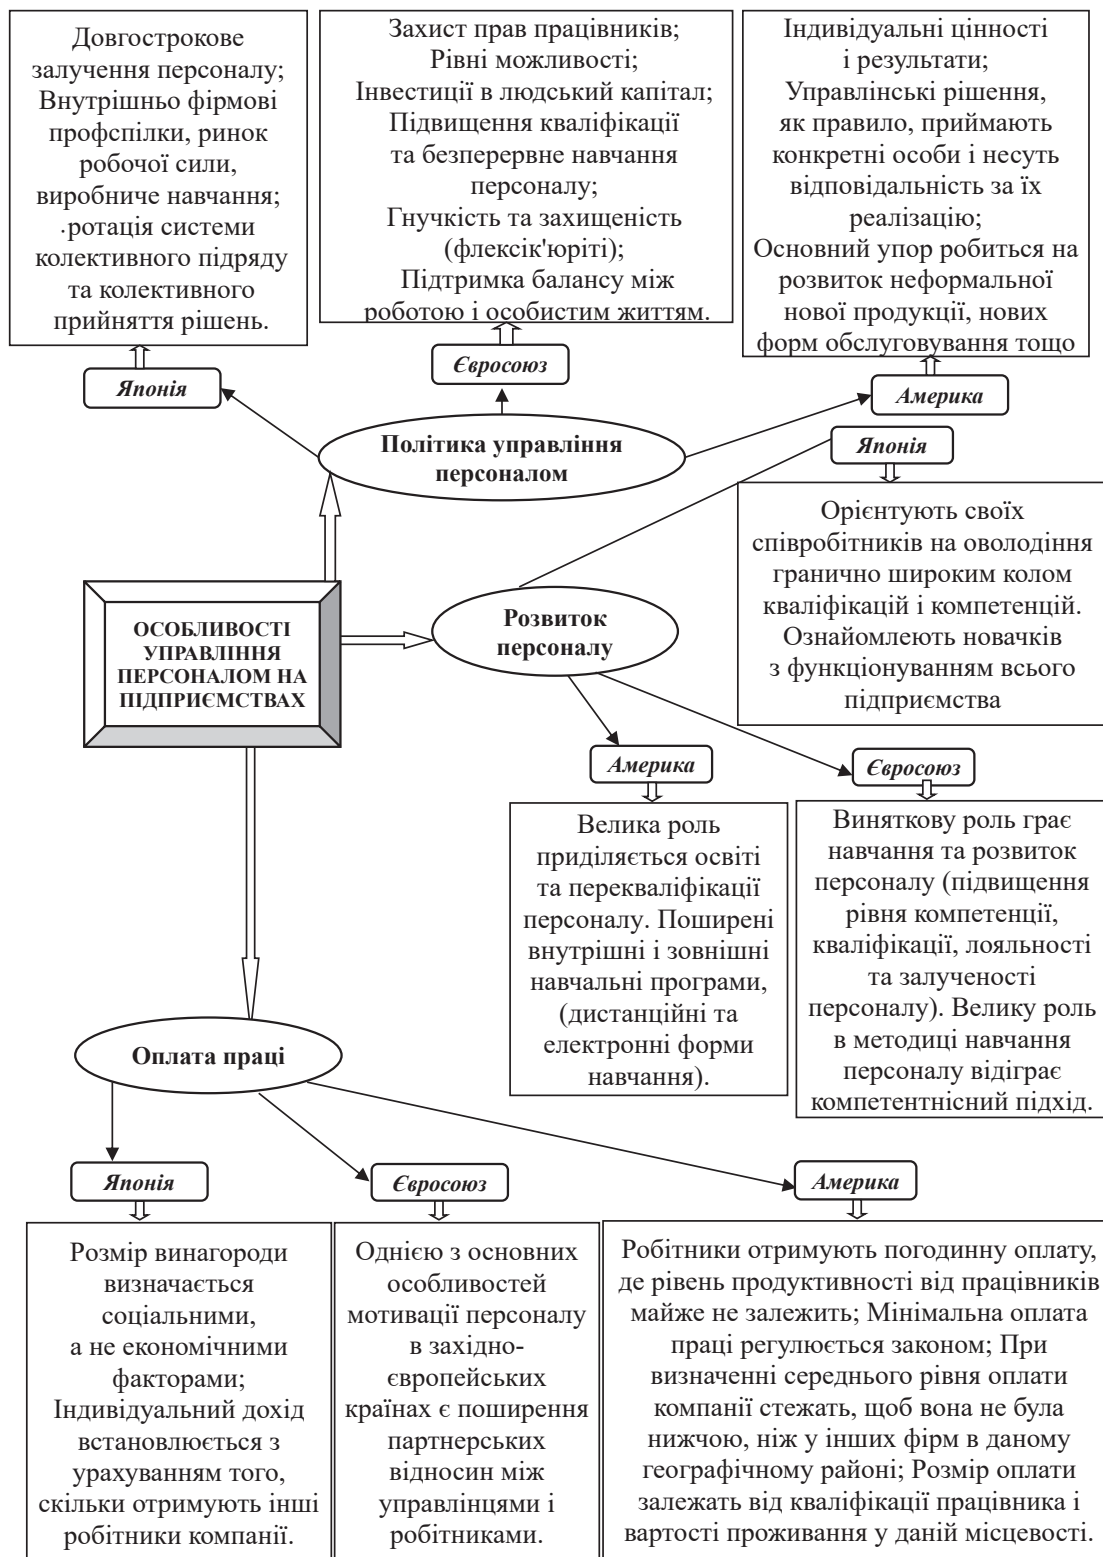 Довгострокове
залучення персоналу;
Внутрішньо фірмові
профспілки, ринок
робочої сили,
виробниче навчання;
.ротація системи
колективного підряду
та колективного
прийняття рішень.
Захист прав працівників;
Рівні можливості;
Інвестиції в людський капітал;
Підвищення кваліфікації
та безперервне навчання
персоналу;
Гнучкість та захищеність
(флексік'юріті);
Підтримка балансу між
роботою і особистим життям.
Індивідуальні цінності
і результати;
Управлінські рішення,
як правило, приймають
конкретні особи і несуть
відповідальність за їх
реалізацію;
Основний упор робиться на
розвиток неформальної
нової продукції, нових
форм обслуговування тощо
Японія
Євросоюз
Америка
Політика управління
персоналом
Японія
Орієнтують своїх
співробітників на оволодіння
гранично широким колом
кваліфікацій і компетенцій.
Ознайомлеють новачків
з функціонуванням всього
підприємства
ОСОБЛИВОСТІ
УПРАВЛІННЯ
ПЕРСОНАЛОМ НА
ПІДПРИЄМСТВАХ
Розвиток
персоналу
Америка
Євросоюз
Велика роль
приділяється освіті
та перекваліфікації
персоналу. Поширені
внутрішні і зовнішні
навчальні програми,
(дистанційні та
електронні форми
навчання).
Виняткову роль грає
навчання та розвиток
персоналу (підвищення
рівня компетенції,
кваліфікації, лояльності
та залученості
персоналу). Велику роль
в методиці навчання
персоналу відіграє
компетентнісний підхід.
Оплата праці
Японія
Євросоюз
Америка
Розмір винагороди
визначається
соціальними,
а не економічними
факторами;
Індивідуальний дохід
встановлюється з
урахуванням того,
скільки отримують інші
робітники компанії.
Однією з основних
особливостей
мотивації персоналу
в західно-
європейських
країнах є поширення
партнерських
відносин між
управлінцями і
робітниками.
Робітники отримують погодинну оплату,
де рівень продуктивності від працівників
майже не залежить; Мінімальна оплата
праці регулюється законом; При
визначенні середнього рівня оплати
компанії стежать, щоб вона не була
нижчою, ніж у інших фірм в даному
географічному районі; Розмір оплати
залежать від кваліфікації працівника і
вартості проживання у даній місцевості.